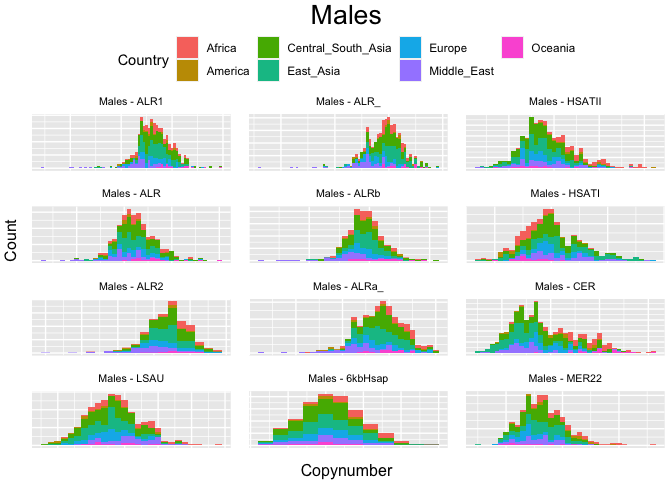 Males
Country
Africa
Central_South_Asia
Europe
Oceania
America
East_Asia
Middle_East
Males - ALR1
Males - ALR_
Males - HSATII
Males - ALR
Males - ALRb
Males - HSATI
Males - ALR2
Males - ALRa_
Males - CER
Males - LSAU
Males - 6kbHsap
Males - MER22
Count
Copynumber